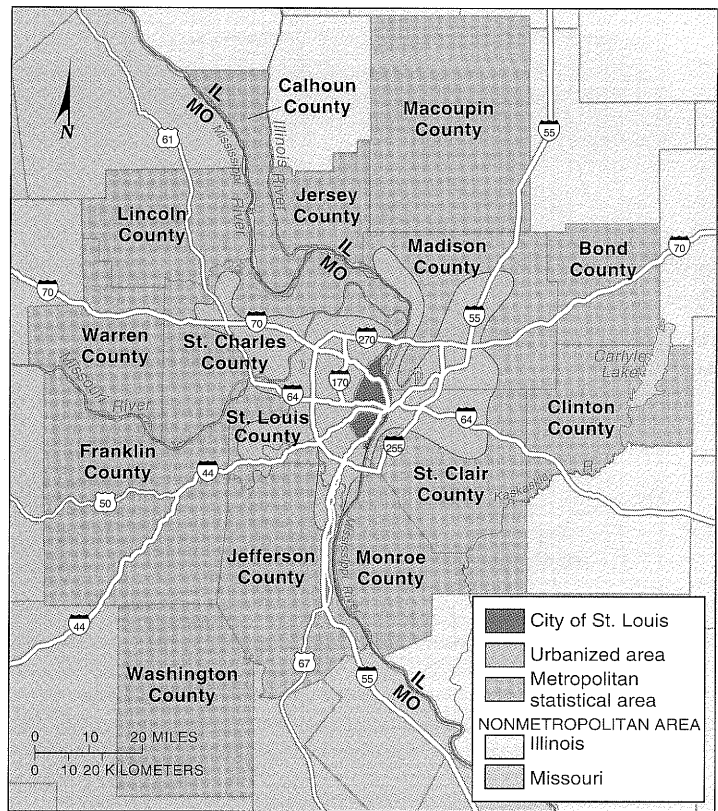 IL
MO
Calhoun
County
Macoupin
County
N
61
55
Mississippi River
Illinois River
Jersey
County
Lincoln
County
IL
MO
Madison
County
Bond
County
70
70
70
270
55
Warren
County
St. Charles
County
Carlyle
Lake
170
Missouri
River
64
St. Louis
County
64
Clinton
County
Franklin
County
44
255
St. Clair
County
Kaskaskia R.
50
Jefferson
County
Monroe
County
Mississippi River
44
67
55
IL
MO
Washington
County
City of St. Louis
Urbanized area
Metropolitan
statistical area
NONMETROPOLITAN AREA
Illinois
Missouri
0 10 20 MILES
0 10 20 KILOMETERS